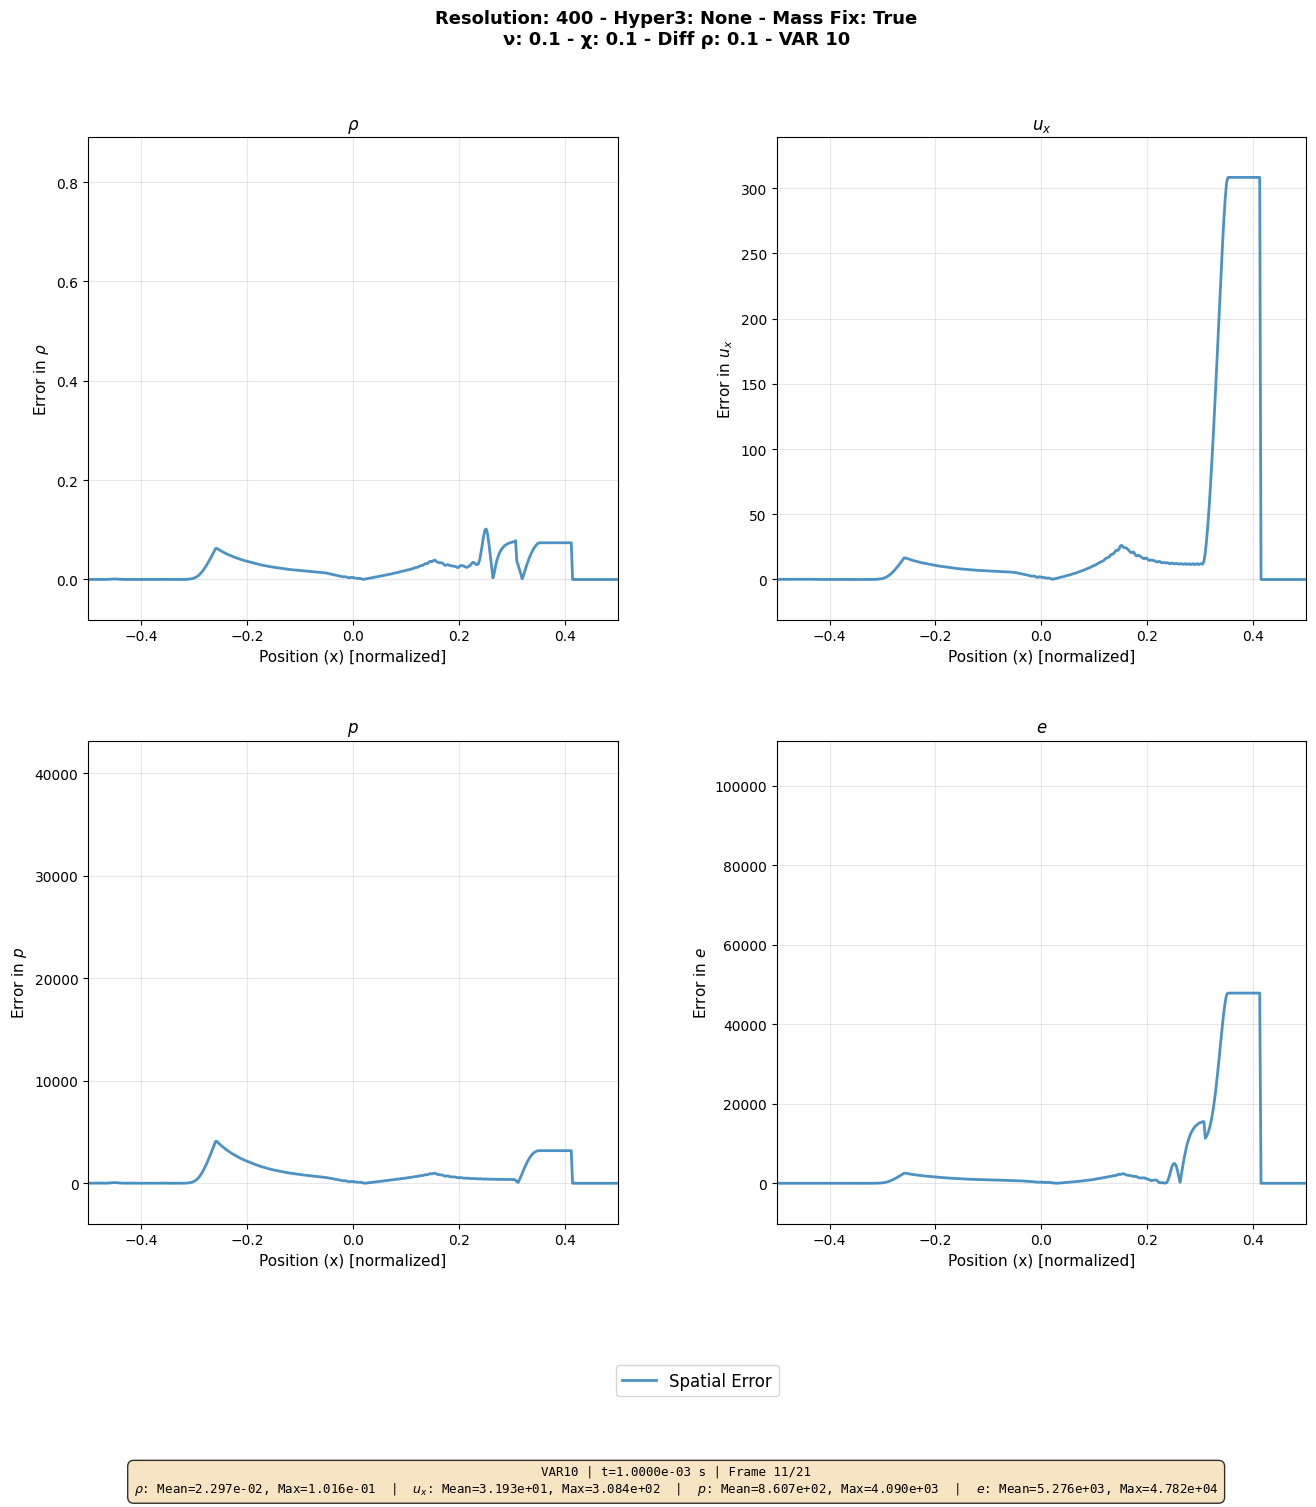 Resolution: 400 - Hyper3: None - Mass Fix: True
ν: 0.1 - χ: 0.1 - Diff ρ: 0.1 - VAR 10
ρ
Error in ρ
0.8
0.6
0.4
0.2
0.0
−0.4 −0.2 0.0 0.2 0.4
Position (x) [normalized]
u_x
Error in u_x
300
250
200
150
100
50
0
−0.4 −0.2 0.0 0.2 0.4
Position (x) [normalized]
p
Error in p
40000
30000
20000
10000
0
−0.4 −0.2 0.0 0.2 0.4
Position (x) [normalized]
e
Error in e
100000
80000
60000
40000
20000
0
−0.4 −0.2 0.0 0.2 0.4
Position (x) [normalized]
Spatial Error
VAR10 | t=1.0000e-03 s | Frame 11/21
ρ: Mean=2.297e-02, Max=1.016e-01 | u_x: Mean=3.193e+01, Max=3.084e+02 | p: Mean=8.607e+02, Max=4.090e+03 | e: Mean=5.276e+03, Max=4.782e+04